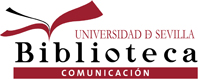 UNIVERSIDAD D SEVILLA
Biblioteca
COMUNICACIÓN